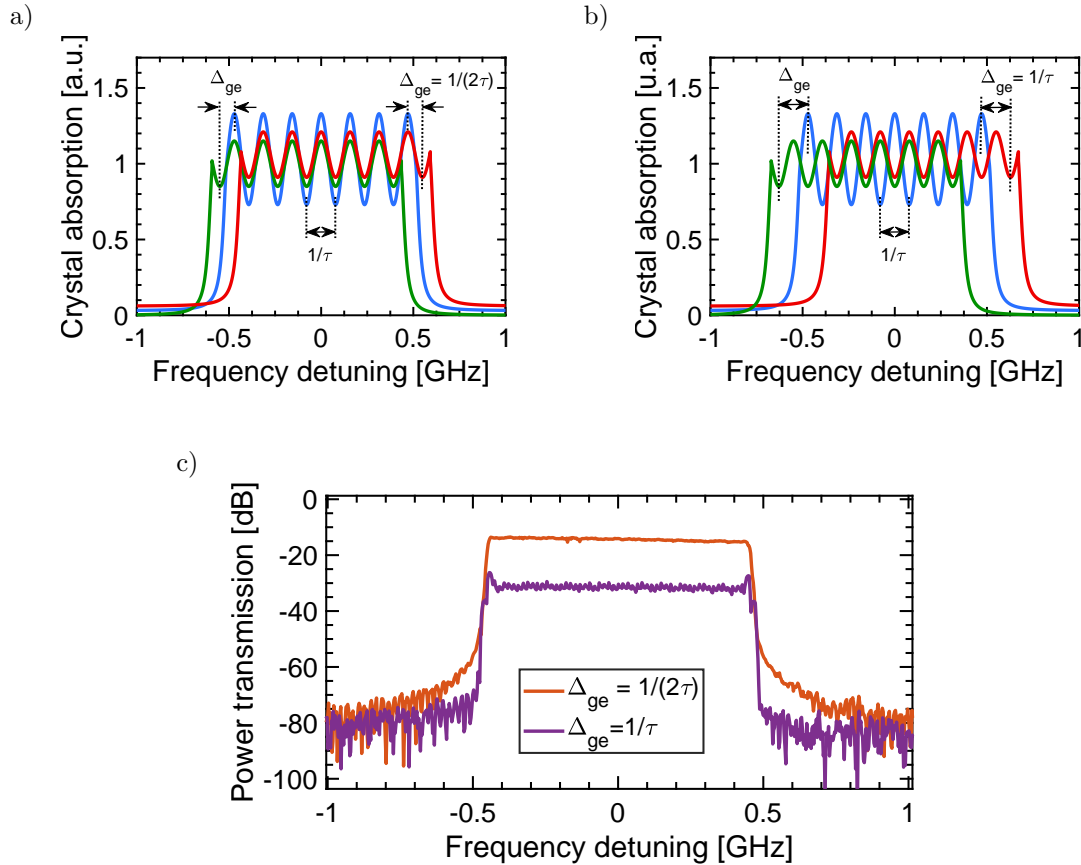 a)
b)
Crystal absorption [a.u.]
1.5
1
0.5
0
Δge
Δge = 1/(2τ)
1/τ
-1
-0.5
0
0.5
1
Frequency detuning [GHz]
Crystal absorption [u.a.]
1.5
1
0.5
0
Δge
Δge = 1/τ
1/τ
-1
-0.5
0
0.5
1
Frequency detuning [GHz]
c)
Power transmission [dB]
0
-20
-40
-60
-80
-100
Δge = 1/(2τ)
Δge=1/τ
-1
-0.5
0
0.5
1
Frequency detuning [GHz]